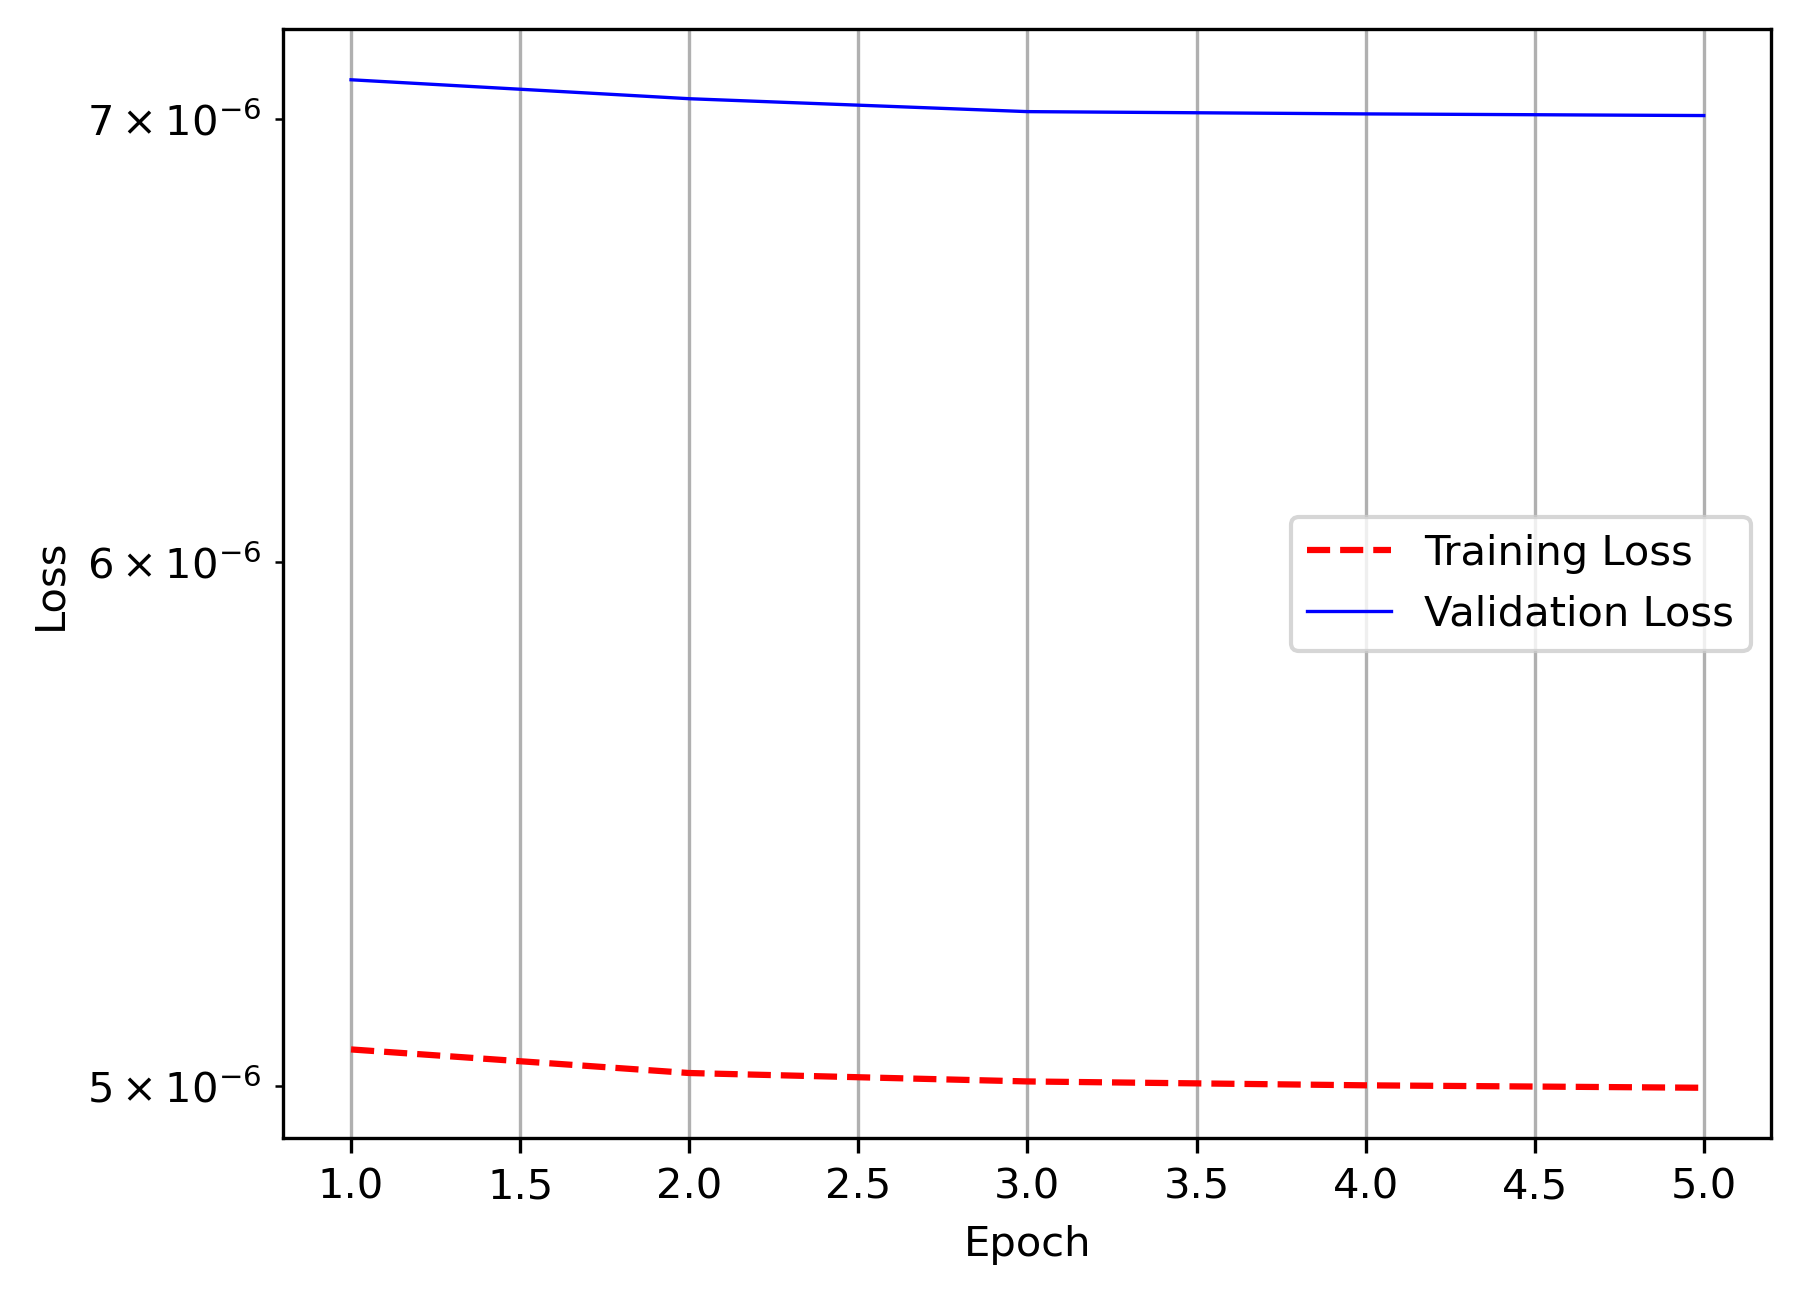 7 × 10⁻⁶
6 × 10⁻⁶
5 × 10⁻⁶
Loss
Training Loss
Validation Loss
1.0 1.5 2.0 2.5 3.0 3.5 4.0 4.5 5.0
Epoch